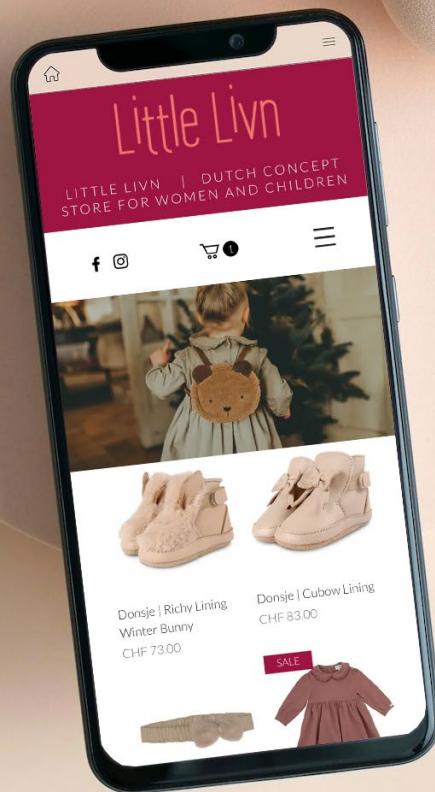 Little Livn
LITTLE LIVN | DUTCH CONCEPT
STORE FOR WOMEN AND CHILDREN
1
Donsje | Richy Lining
Winter Bunny
CHF 73.00
Donsje | Cubow Lining
CHF 83.00
SALE